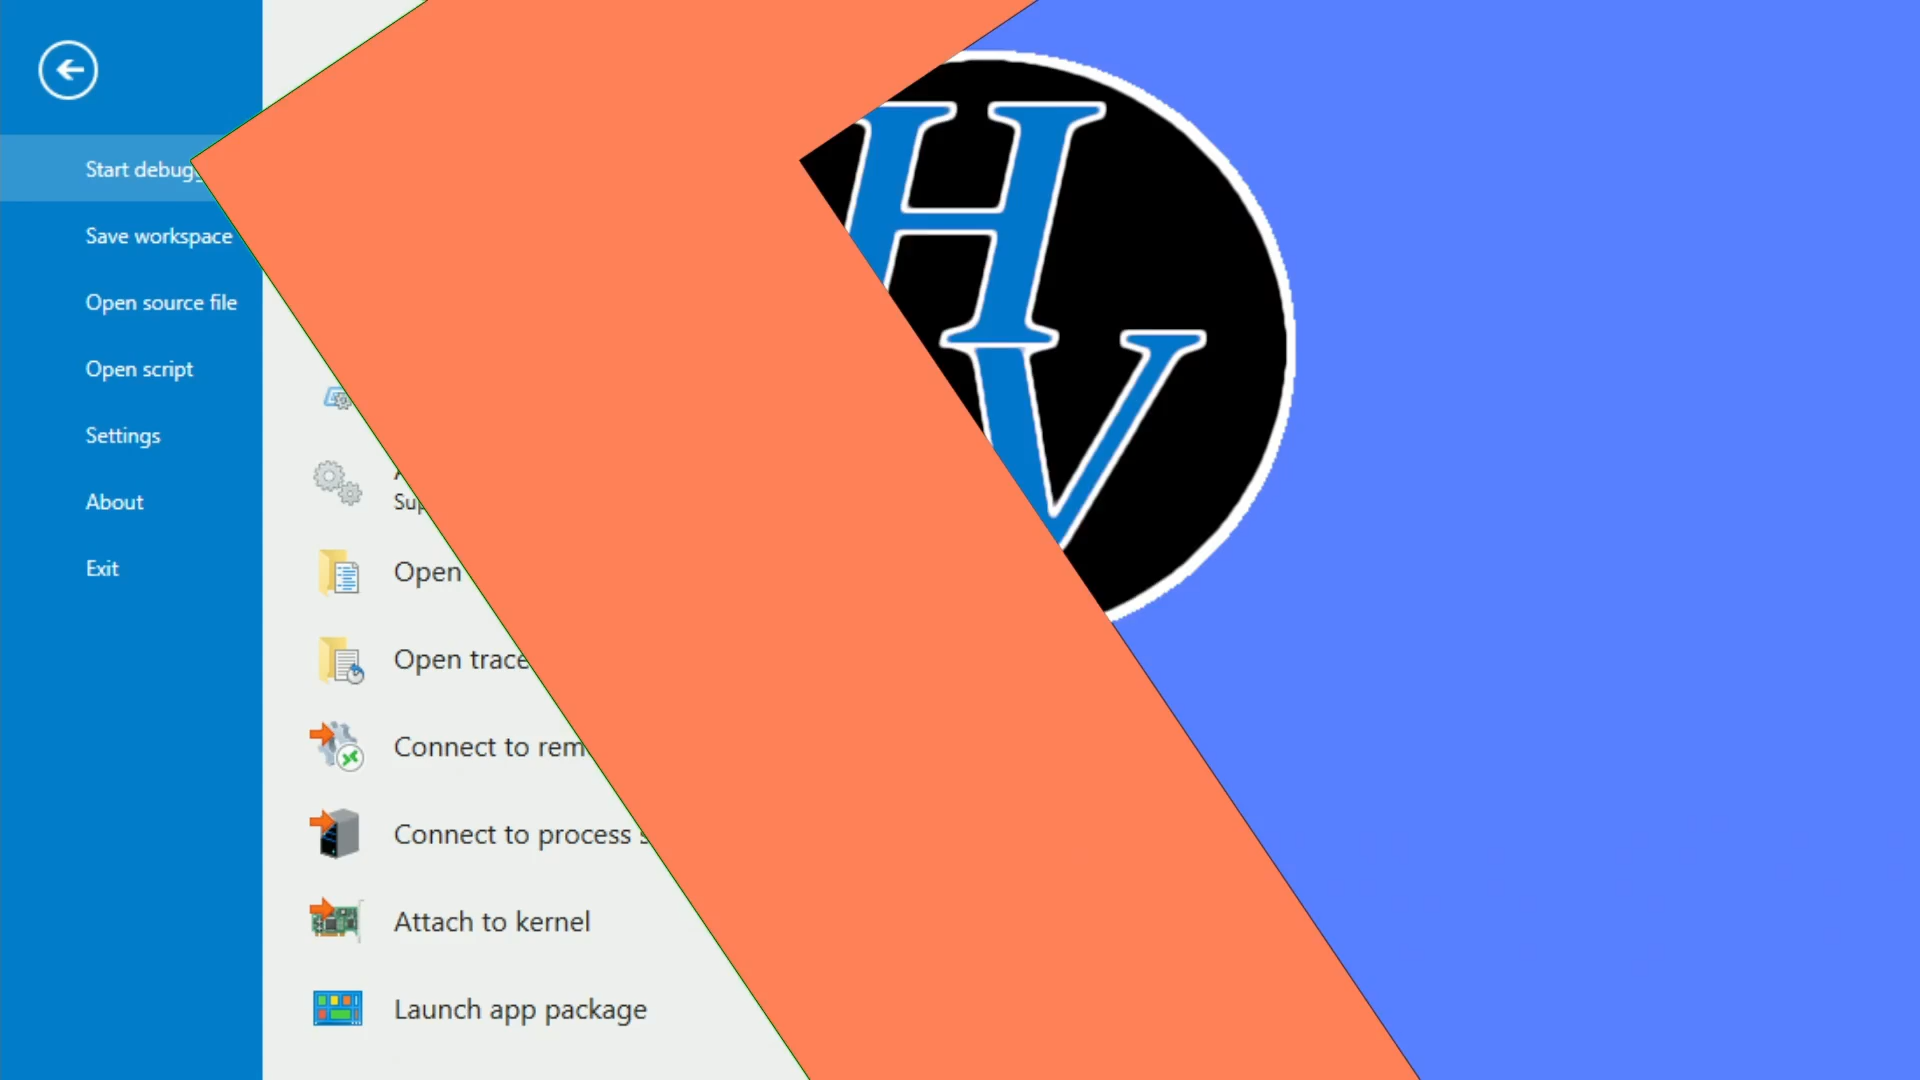 Start debug
Save workspace
Open source file
Open script
Settings
About
Exit
Sup
Open
Open trace
Connect to rem
Connect to process
Attach to kernel
Launch app package
H
V